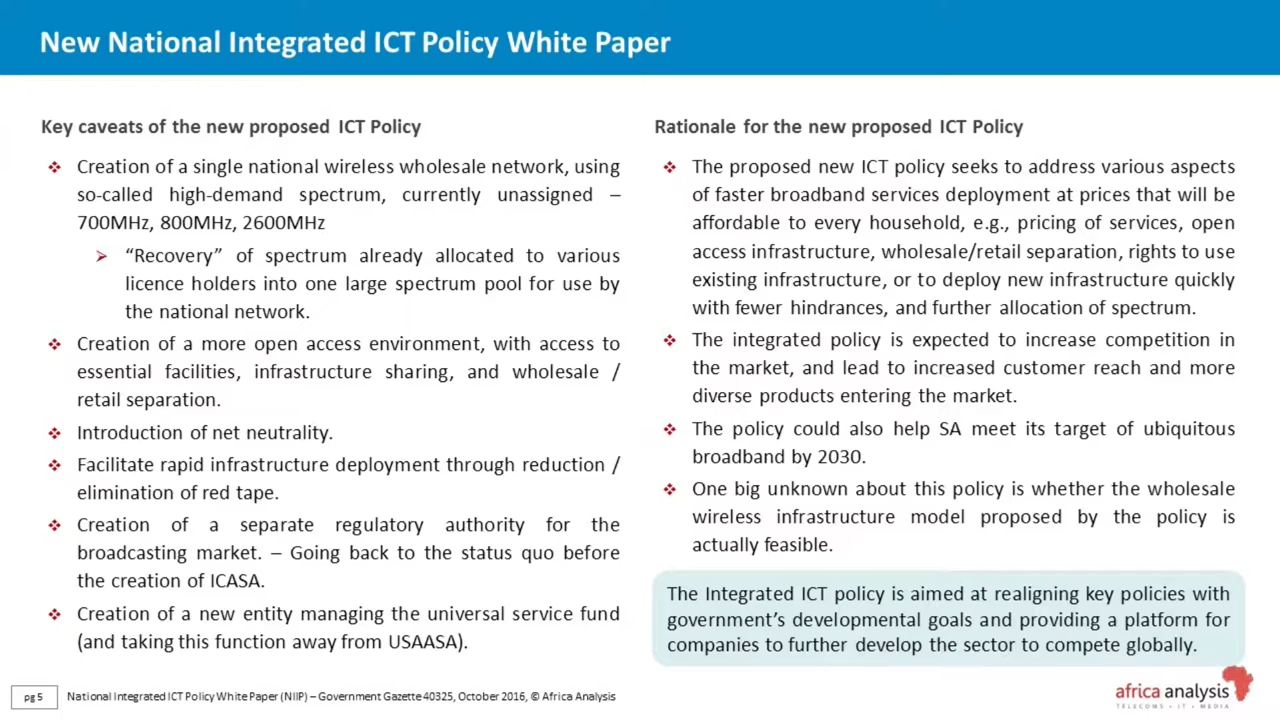 New National Integrated ICT Policy White Paper
Key caveats of the new proposed ICT Policy
Creation of a single national wireless wholesale network, using
so-called high-demand spectrum, currently unassigned –
700MHz, 800MHz, 2600MHz
“Recovery” of spectrum already allocated to various
licence holders into one large spectrum pool for use by
the national network.
Creation of a more open access environment, with access to
essential facilities, infrastructure sharing, and wholesale /
retail separation.
Introduction of net neutrality.
Facilitate rapid infrastructure deployment through reduction /
elimination of red tape.
Creation of a separate regulatory authority for the
broadcasting market. – Going back to the status quo before
the creation of ICASA.
Creation of a new entity managing the universal service fund
(and taking this function away from USAASA).
Rationale for the new proposed ICT Policy
The proposed new ICT policy seeks to address various aspects
of faster broadband services deployment at prices that will be
affordable to every household, e.g., pricing of services, open
access infrastructure, wholesale/retail separation, rights to use
existing infrastructure, or to deploy new infrastructure quickly
with fewer hindrances, and further allocation of spectrum.
The integrated policy is expected to increase competition in
the market, and lead to increased customer reach and more
diverse products entering the market.
The policy could also help SA meet its target of ubiquitous
broadband by 2030.
One big unknown about this policy is whether the wholesale
wireless infrastructure model proposed by the policy is
actually feasible.
The Integrated ICT policy is aimed at realigning key policies with
government’s developmental goals and providing a platform for
companies to further develop the sector to compete globally.
pg 5
National Integrated ICT Policy White Paper (NIIP) – Government Gazette 40325, October 2016, © Africa Analysis
africa analysis
TELECOMS • IT • MEDIA